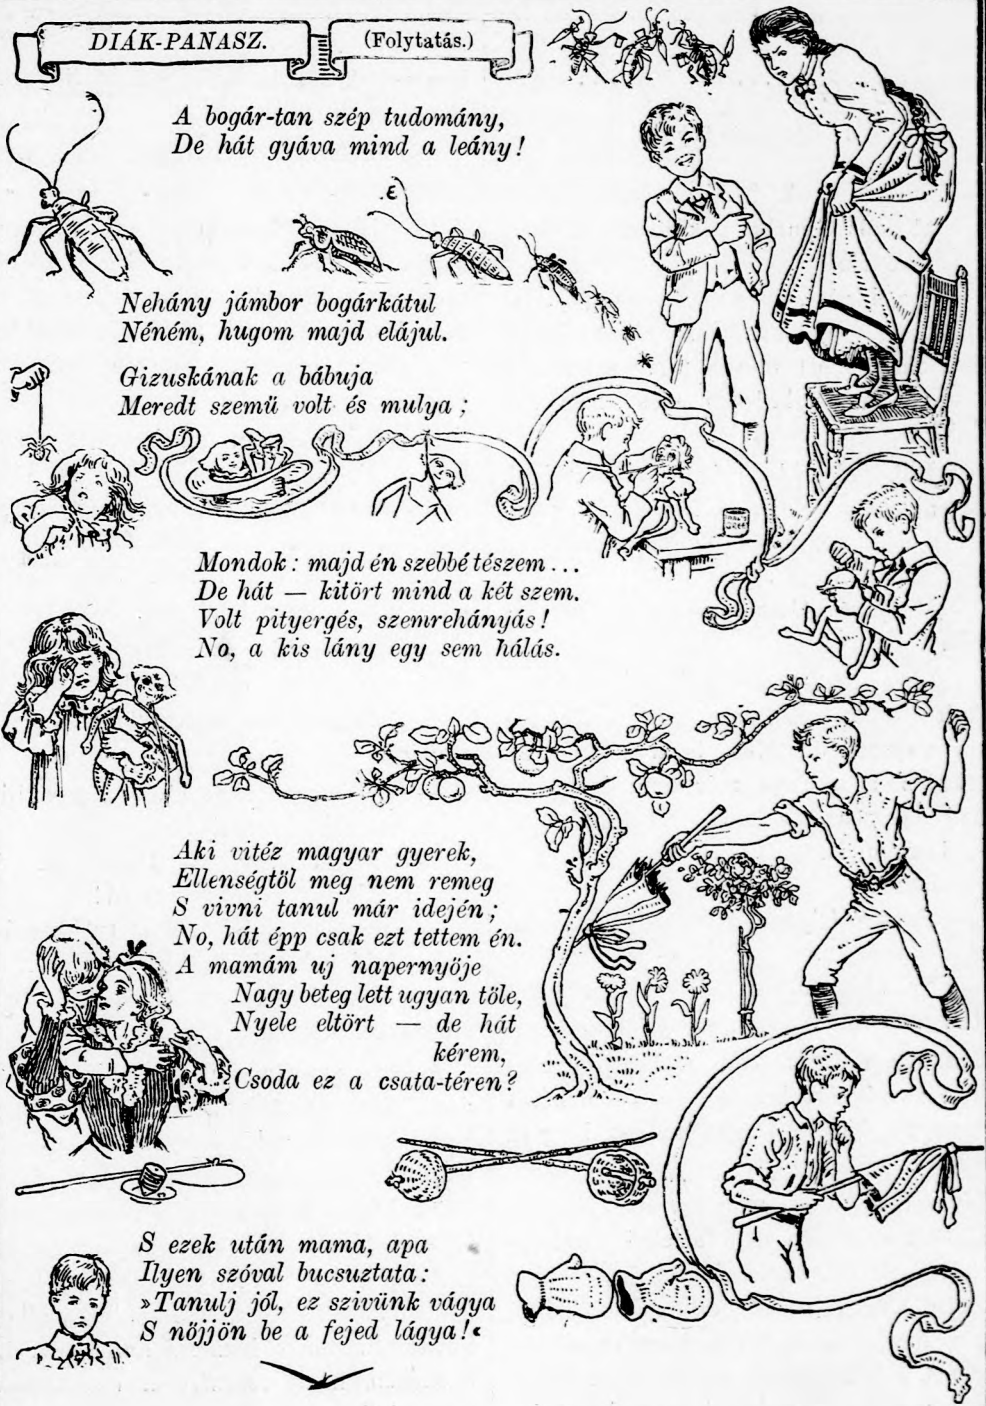 DIÁK-PANASZ.
(Folytatás.)
A bogár-tan szép tudomány,
De hát gyáva mind a leány!
Nehány jámbor bogárkátul
Néném, hugom majd elájul.
Gizuskának a bábuja
Meredt szemü volt és mulya;
Mondok: majd én szebbé tészem...
De hát — kitört mind a két szem.
Volt pityergés, szemrehányás!
No, a kis lány egy sem hálás.
Aki vitéz magyar gyerek,
Ellenségtöl meg nem remeg
S vivni tanul már idején;
No, hát épp csak ezt tettem én.
A mamám uj napernyöje
Nagy beteg lett ugyan töle,
Nyele eltört — de hát
kérem,
Csoda ez a csata-téren?
S ezek után mama, apa
Ilyen szóval bucsuztata:
»Tanulj jól, ez szivünk vágya
S nöjjön be a fejed lágya!«